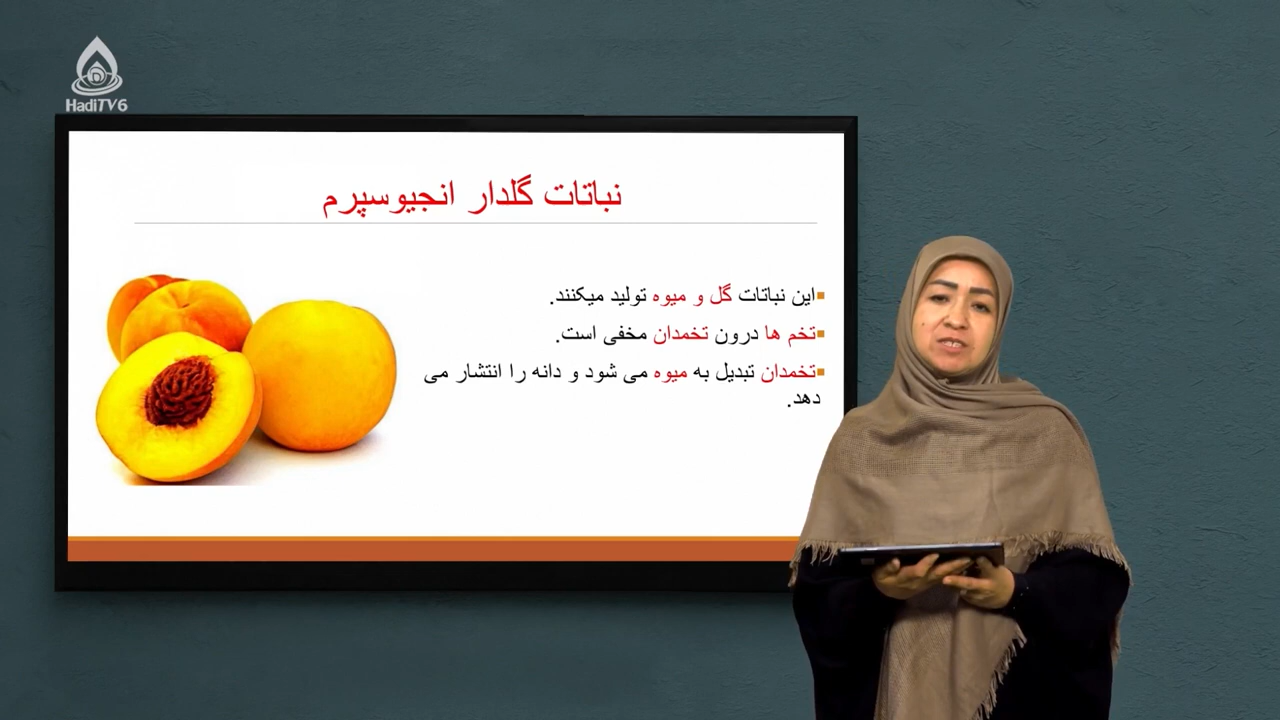 HadiTV6
نباتات گلدار انجیوسپرم
این نباتات گل و میوه تولید میکنند.
تخم ها درون تخمدان مخفی است.
تخمدان تبدیل به میوه می شود و دانه را انتشار می
دهد.